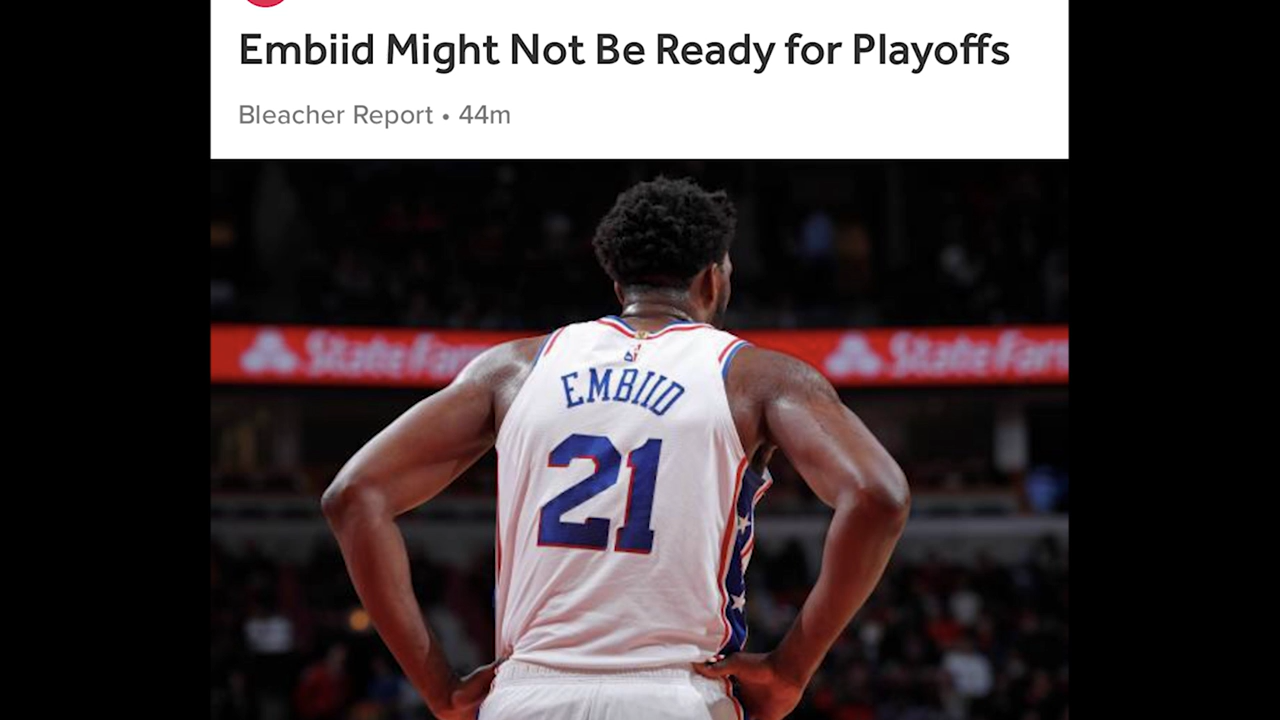 Embiid Might Not Be Ready for Playoffs
Bleacher Report • 44m
State Farm State Farm
EMBIID
21